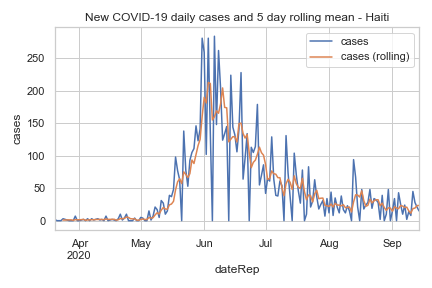 New COVID-19 daily cases and 5 day rolling mean - Haiti
cases
cases (rolling)
cases
250
200
150
100
50
0
Apr
2020
May
Jun
Jul
Aug
Sep
dateRep